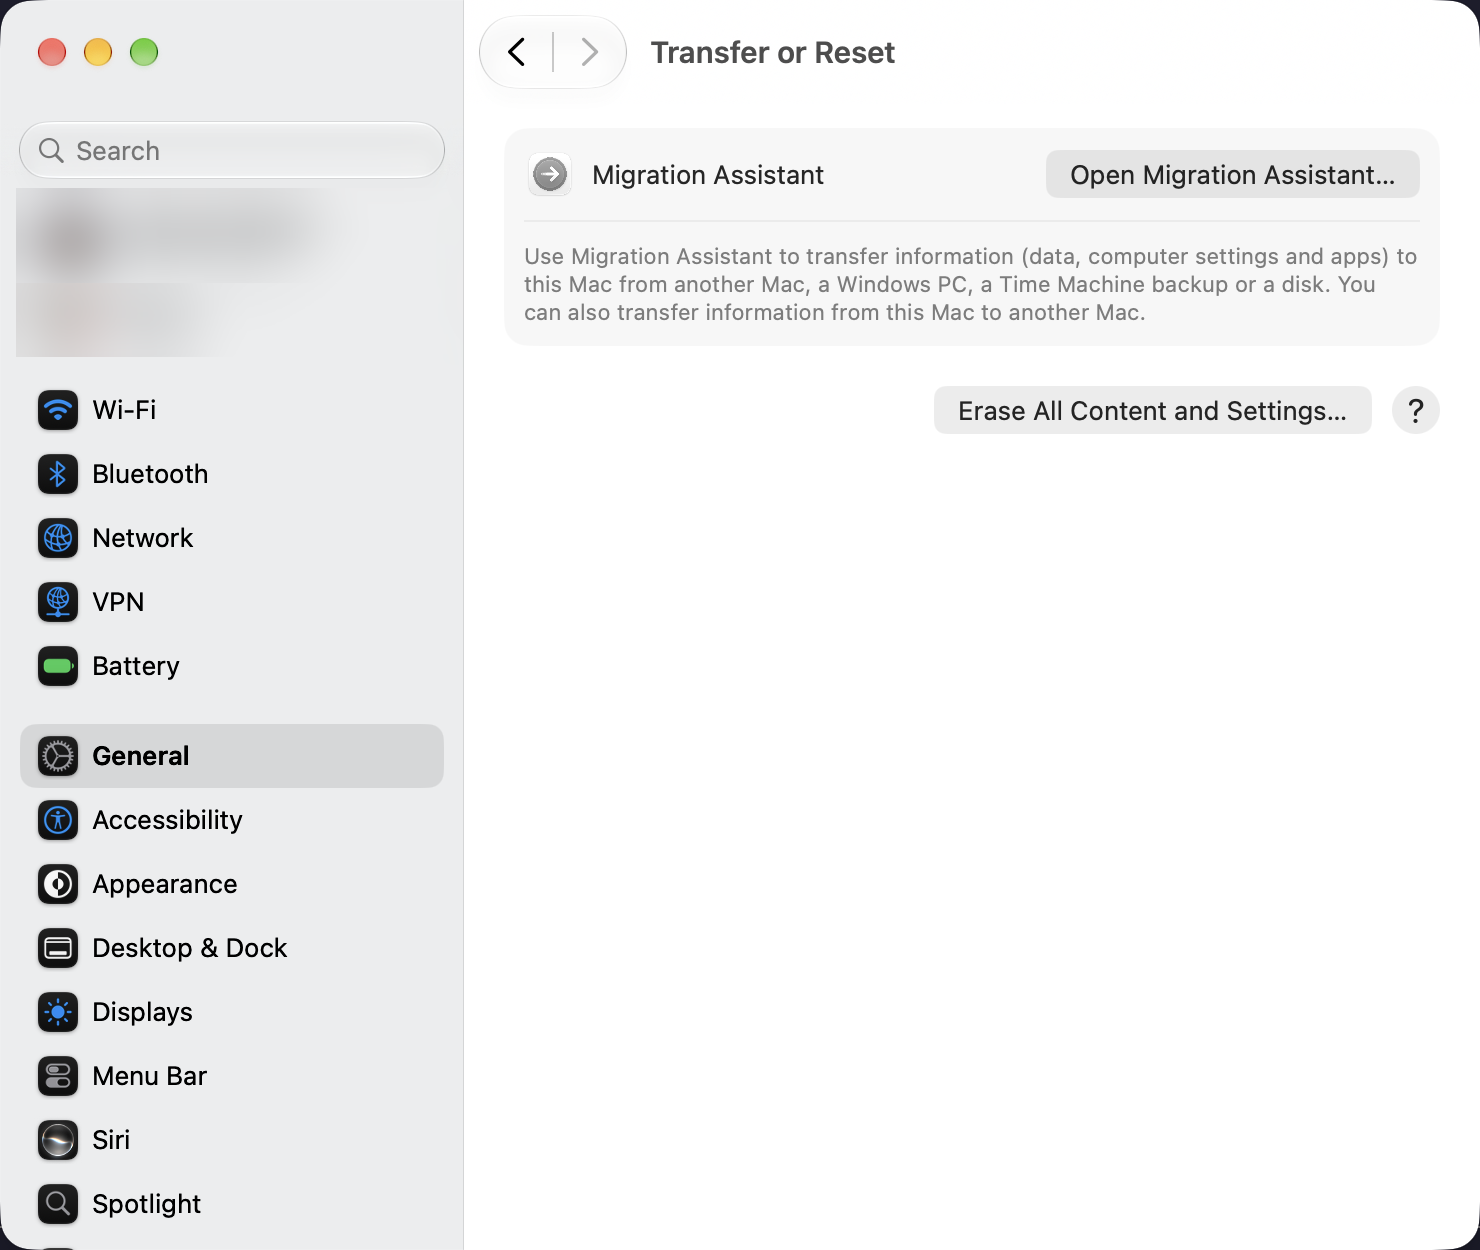 Transfer or Reset
Search
Wi-Fi
Bluetooth
Network
VPN
Battery
General
Accessibility
Appearance
Desktop & Dock
Displays
Menu Bar
Siri
Spotlight
Migration Assistant
Open Migration Assistant...
Use Migration Assistant to transfer information (data, computer settings and apps) to
this Mac from another Mac, a Windows PC, a Time Machine backup or a disk. You
can also transfer information from this Mac to another Mac.
Erase All Content and Settings...
?